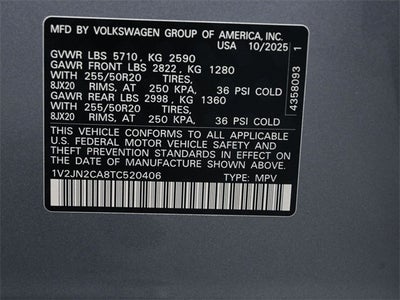 MFD BY VOLKSWAGEN GROUP OF AMERICA, INC.
USA 10/2025
GVWR LBS 5710, KG 2590
GAWR FRONT LBS 2822, KG 1280
WITH 255/50R20 TIRES,
8JX20 RIMS, AT 250 KPA, 36 PSI COLD
GAWR REAR LBS 2998, KG 1360
WITH 255/50R20 TIRES,
8JX20 RIMS, AT 250 KPA, 36 PSI COLD
THIS VEHICLE CONFORMS TO ALL APPLICABLE
U.S. FEDERAL MOTOR VEHICLE SAFETY AND
THEFT PREVENTION STANDARDS IN EFFECT ON THE
DATE OF MANUFACTURE SHOWN ABOVE.
1V2JN2CA8TC520406 TYPE: MPV
4358093 1